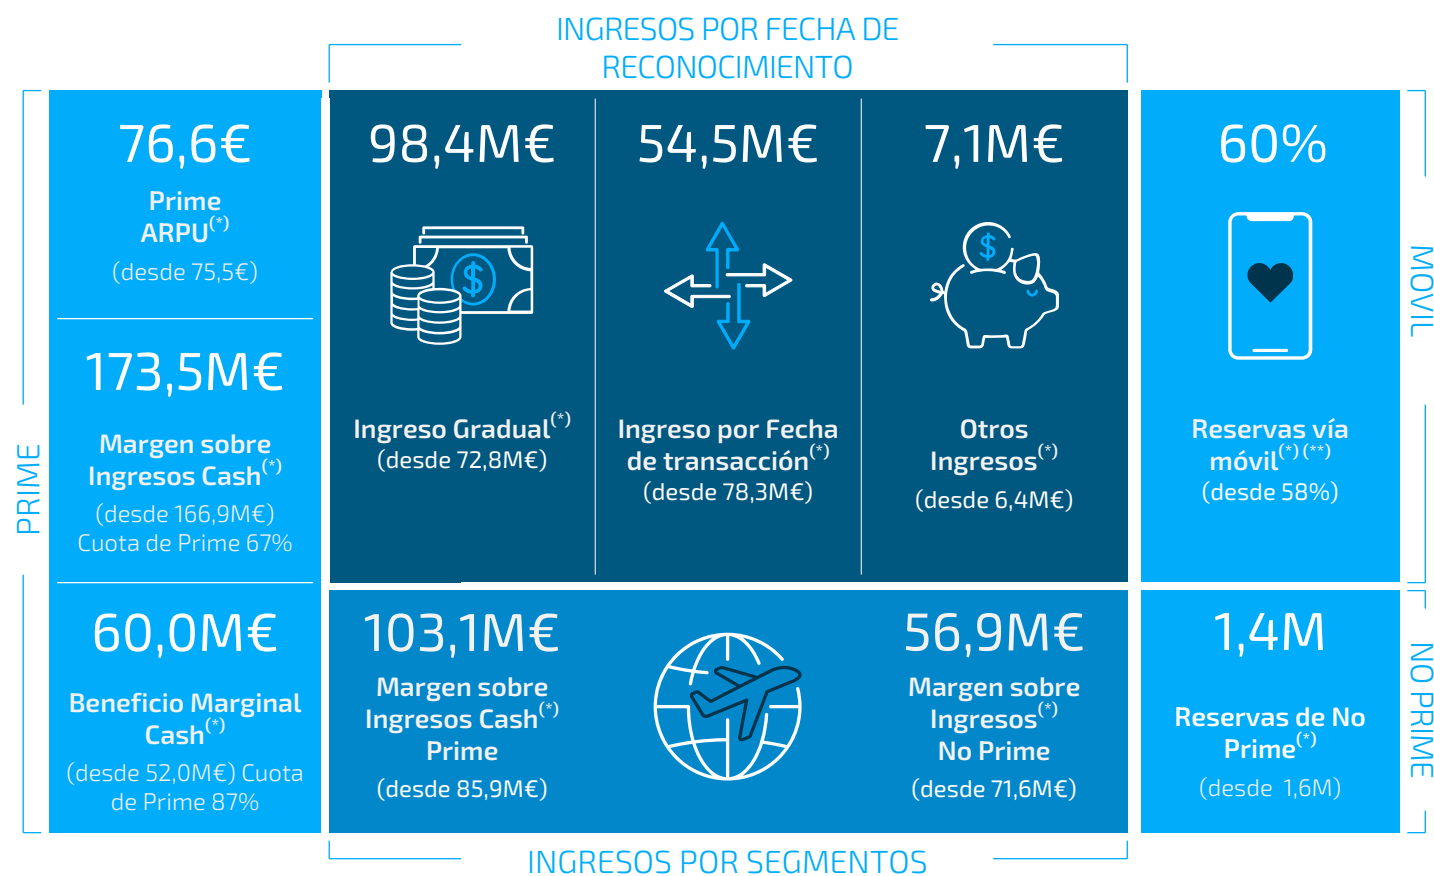 INGRESOS POR FECHA DE
RECONOCIMIENTO
PRIME
76,6€
Prime
ARPU(*)
(desde 75,5€)
173,5M€
Margen sobre
Ingresos Cash(*)
(desde 166,9M€)
Cuota de Prime 67%
60,0M€
Beneficio Marginal
Cash(*)
(desde 52,0M€) Cuota
de Prime 87%
98,4M€
$
Ingreso Gradual(*)
(desde 72,8M€)
54,5M€
Ingreso por Fecha
de transacción(*)
(desde 78,3M€)
7,1M€
$
Otros
Ingresos(*)
(desde 6,4M€)
60%
Reservas vía
móvil(*) (**)
(desde 58%)
MOVIL
103,1M€
Margen sobre
Ingresos Cash(*)
Prime
(desde 85,9M€)
56,9M€
Margen sobre
Ingresos(*)
No Prime
(desde 71,6M€)
1,4M
Reservas de No
Prime(*)
(desde 1,6M)
NO PRIME
INGRESOS POR SEGMENTOS